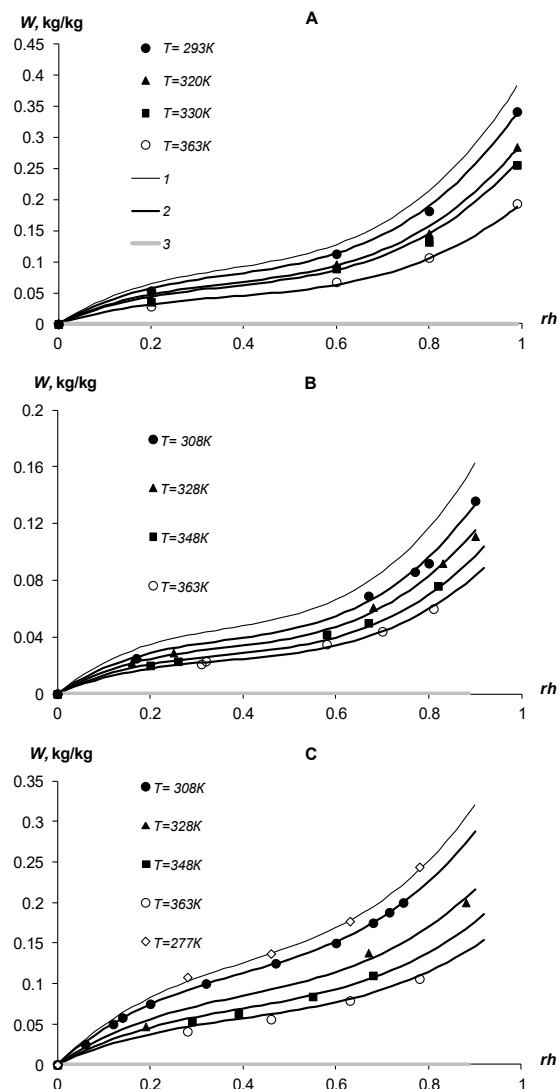 A
W, kg/kg
0.45
0.4
0.35
0.3
0.25
0.2
0.15
0.1
0.05
0
T= 293K
T=320K
T=330K
T=363K
1
2
3
0 0.2 0.4 0.6 0.8 1
rh
B
W, kg/kg
0.2
0.16
0.12
0.08
0.04
0
T= 308K
T=328K
T=348K
T=363K
0 0.2 0.4 0.6 0.8 1
rh
C
W, kg/kg
0.35
0.3
0.25
0.2
0.15
0.1
0.05
0
T= 308K
T=328K
T=348K
T=363K
T=277K
0 0.2 0.4 0.6 0.8 1
rh